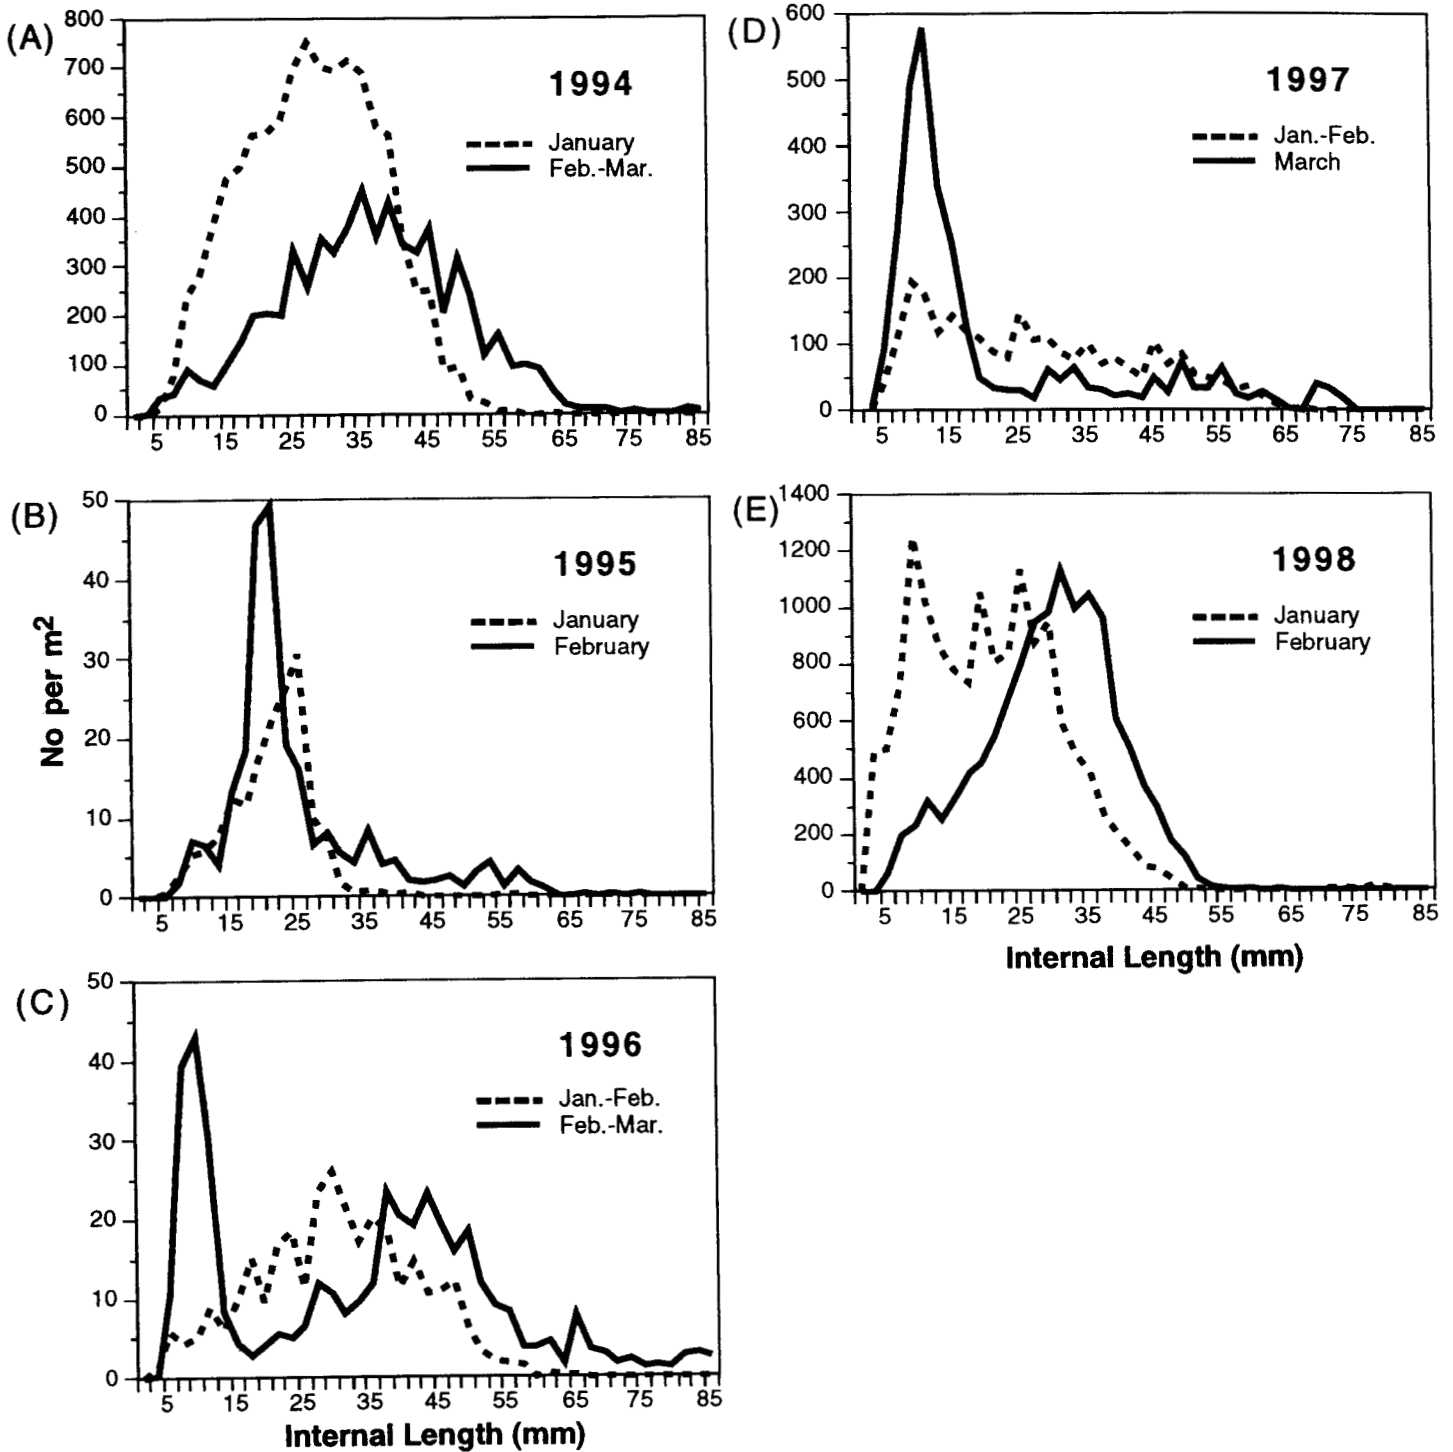 (A)
1994
January
Feb.-Mar.
800
700
600
500
400
300
200
100
0
5 15 25 35 45 55 65 75 85
(D)
1997
Jan.-Feb.
March
600
500
400
300
200
100
0
5 15 25 35 45 55 65 75 85
(B)
1995
January
February
No per m²
50
40
30
20
10
0
5 15 25 35 45 55 65 75 85
(E)
1998
January
February
1400
1200
1000
800
600
400
200
0
5 15 25 35 45 55 65 75 85
Internal Length (mm)
(C)
1996
Jan.-Feb.
Feb.-Mar.
50
40
30
20
10
0
5 15 25 35 45 55 65 75 85
Internal Length (mm)